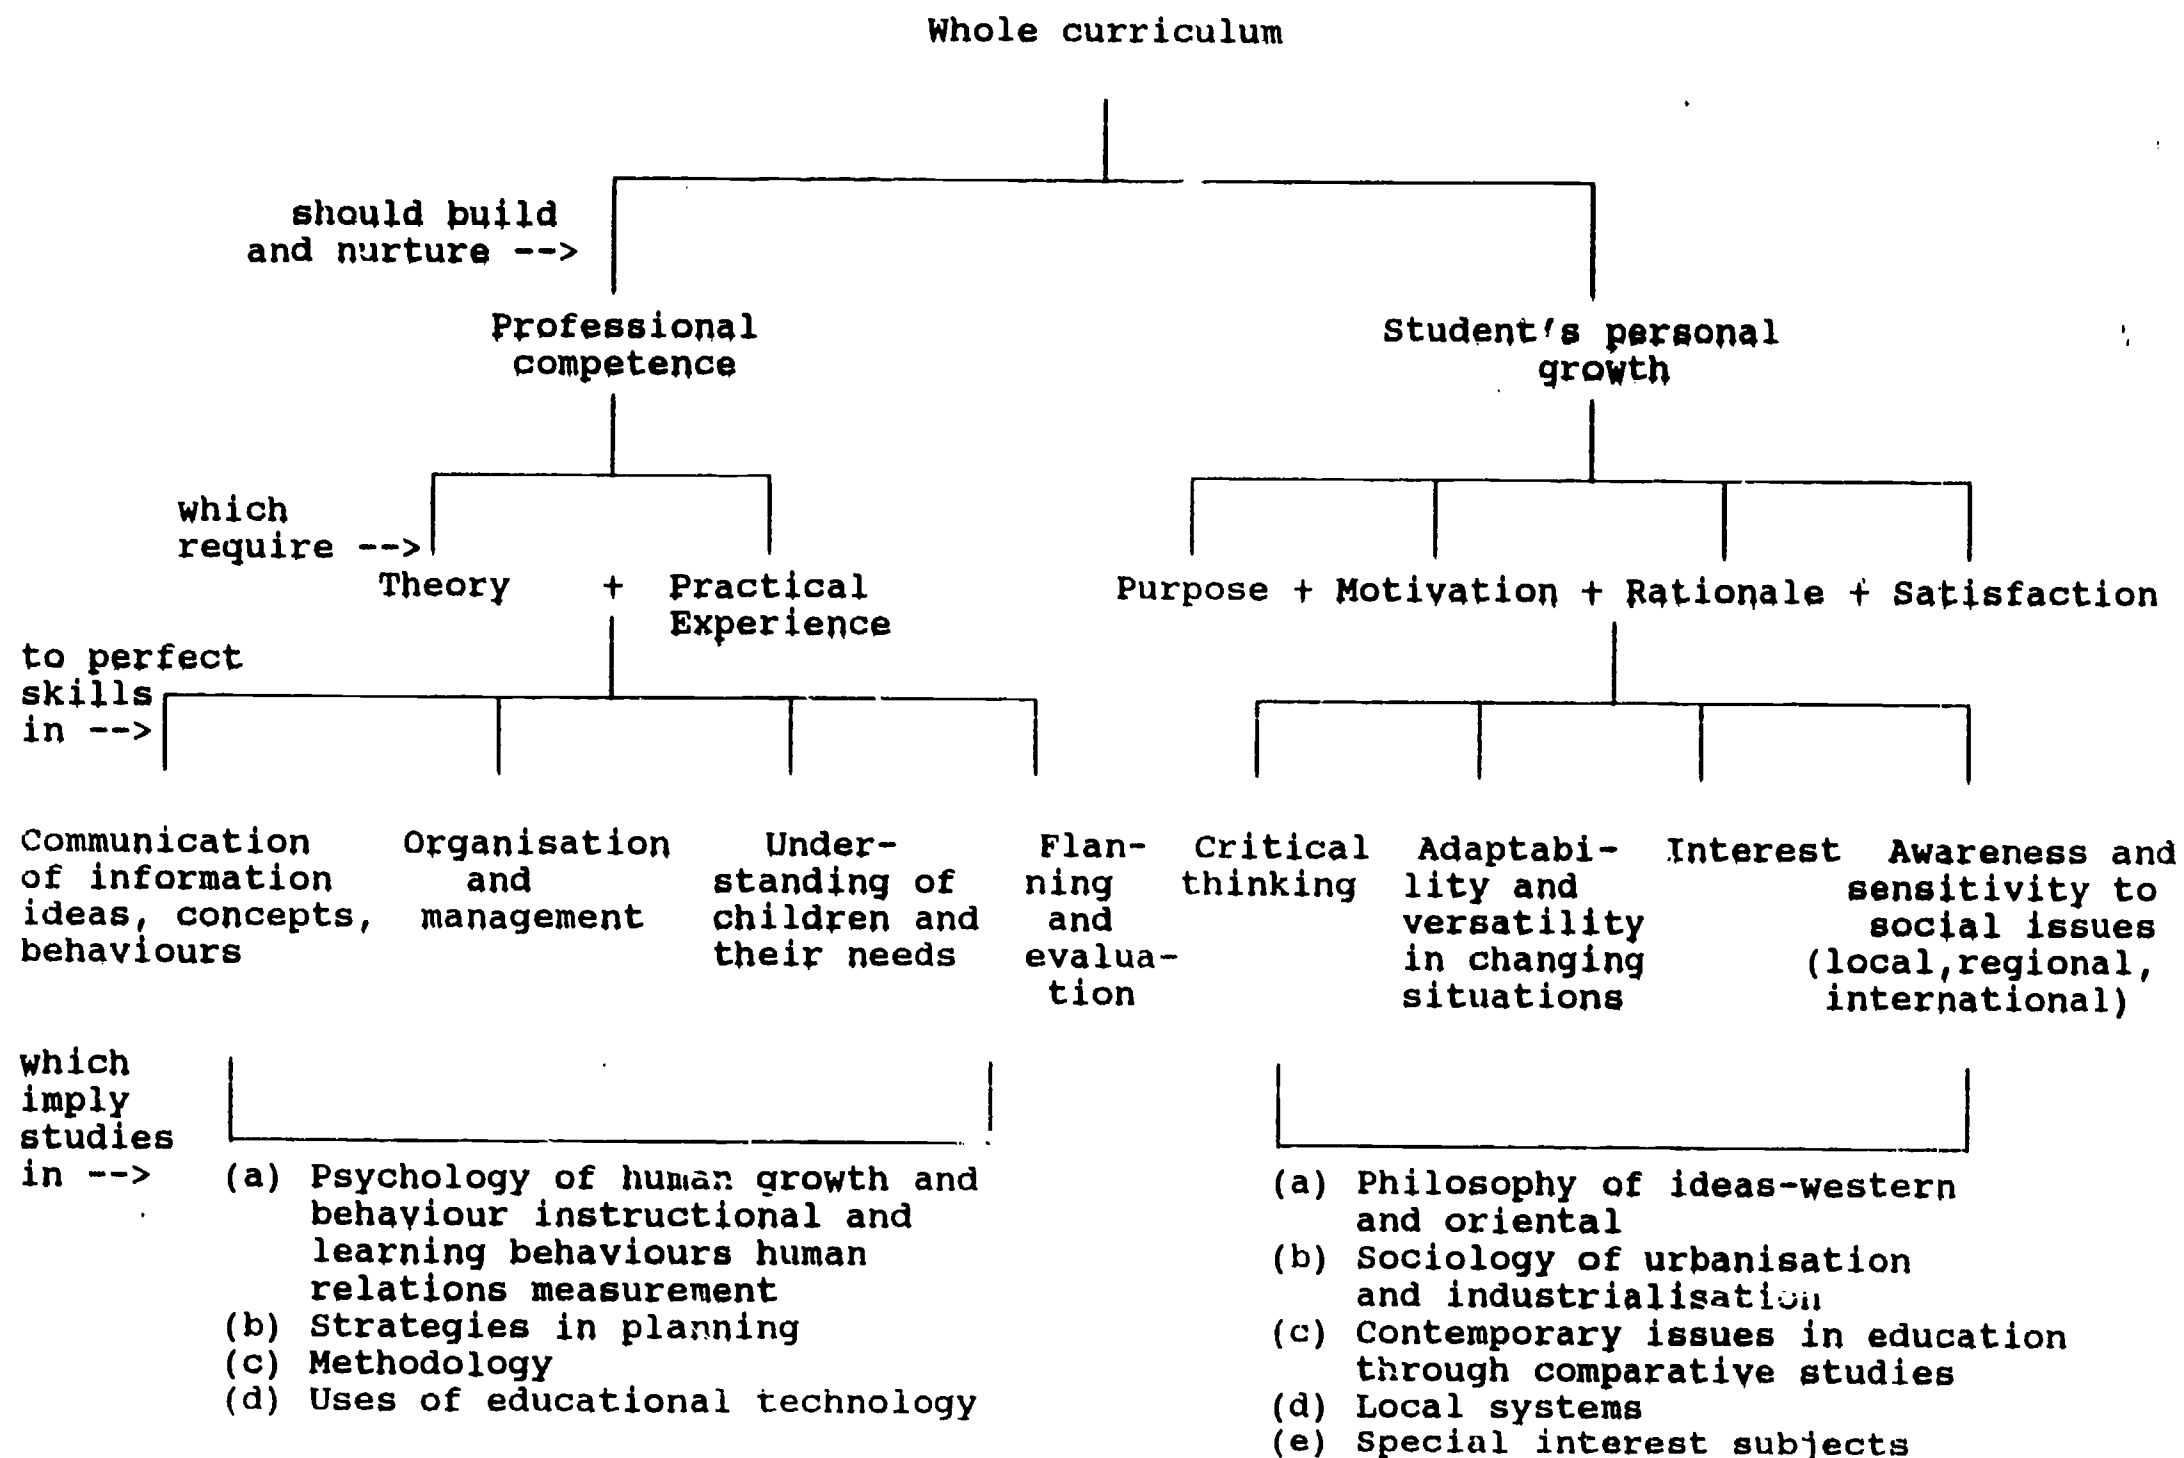 Whole curriculum
should build
and nurture -->
Professional
competence
Student's personal
growth
which
require -->
Theory + Practical
Experience
Purpose + Motivation + Rationale + Satisfaction
to perfect
skills
in -->
Communication
of information
ideas, concepts,
behaviours
Organisation
and
management
Under-
standing of
children and
their needs
Flan-
ning
and
evalua-
tion
Critical
thinking
Adaptabi-
lity and
versatility
in changing
situations
Interest
Awareness and
sensitivity to
social issues
(local,regional,
international)
which
imply
studies
in -->
(a) Psychology of human growth and
behaviour instructional and
learning behaviours human
relations measurement
(b) Strategies in planning
(c) Methodology
(d) Uses of educational technology
(a) Philosophy of ideas-western
and oriental
(b) Sociology of urbanisation
and industrialisation
(c) Contemporary issues in education
through comparative studies
(d) Local systems
(e) Special interest subjects